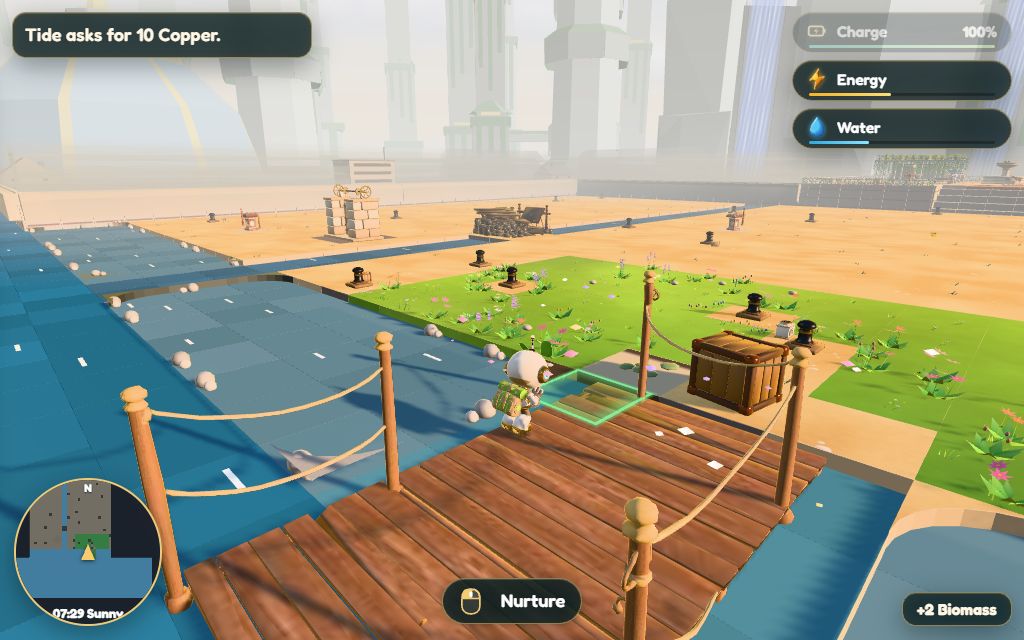 Tide asks for 10 Copper.
Charge 100%
Energy
Water
N
07:29 Sunny
Nurture
+2 Biomass